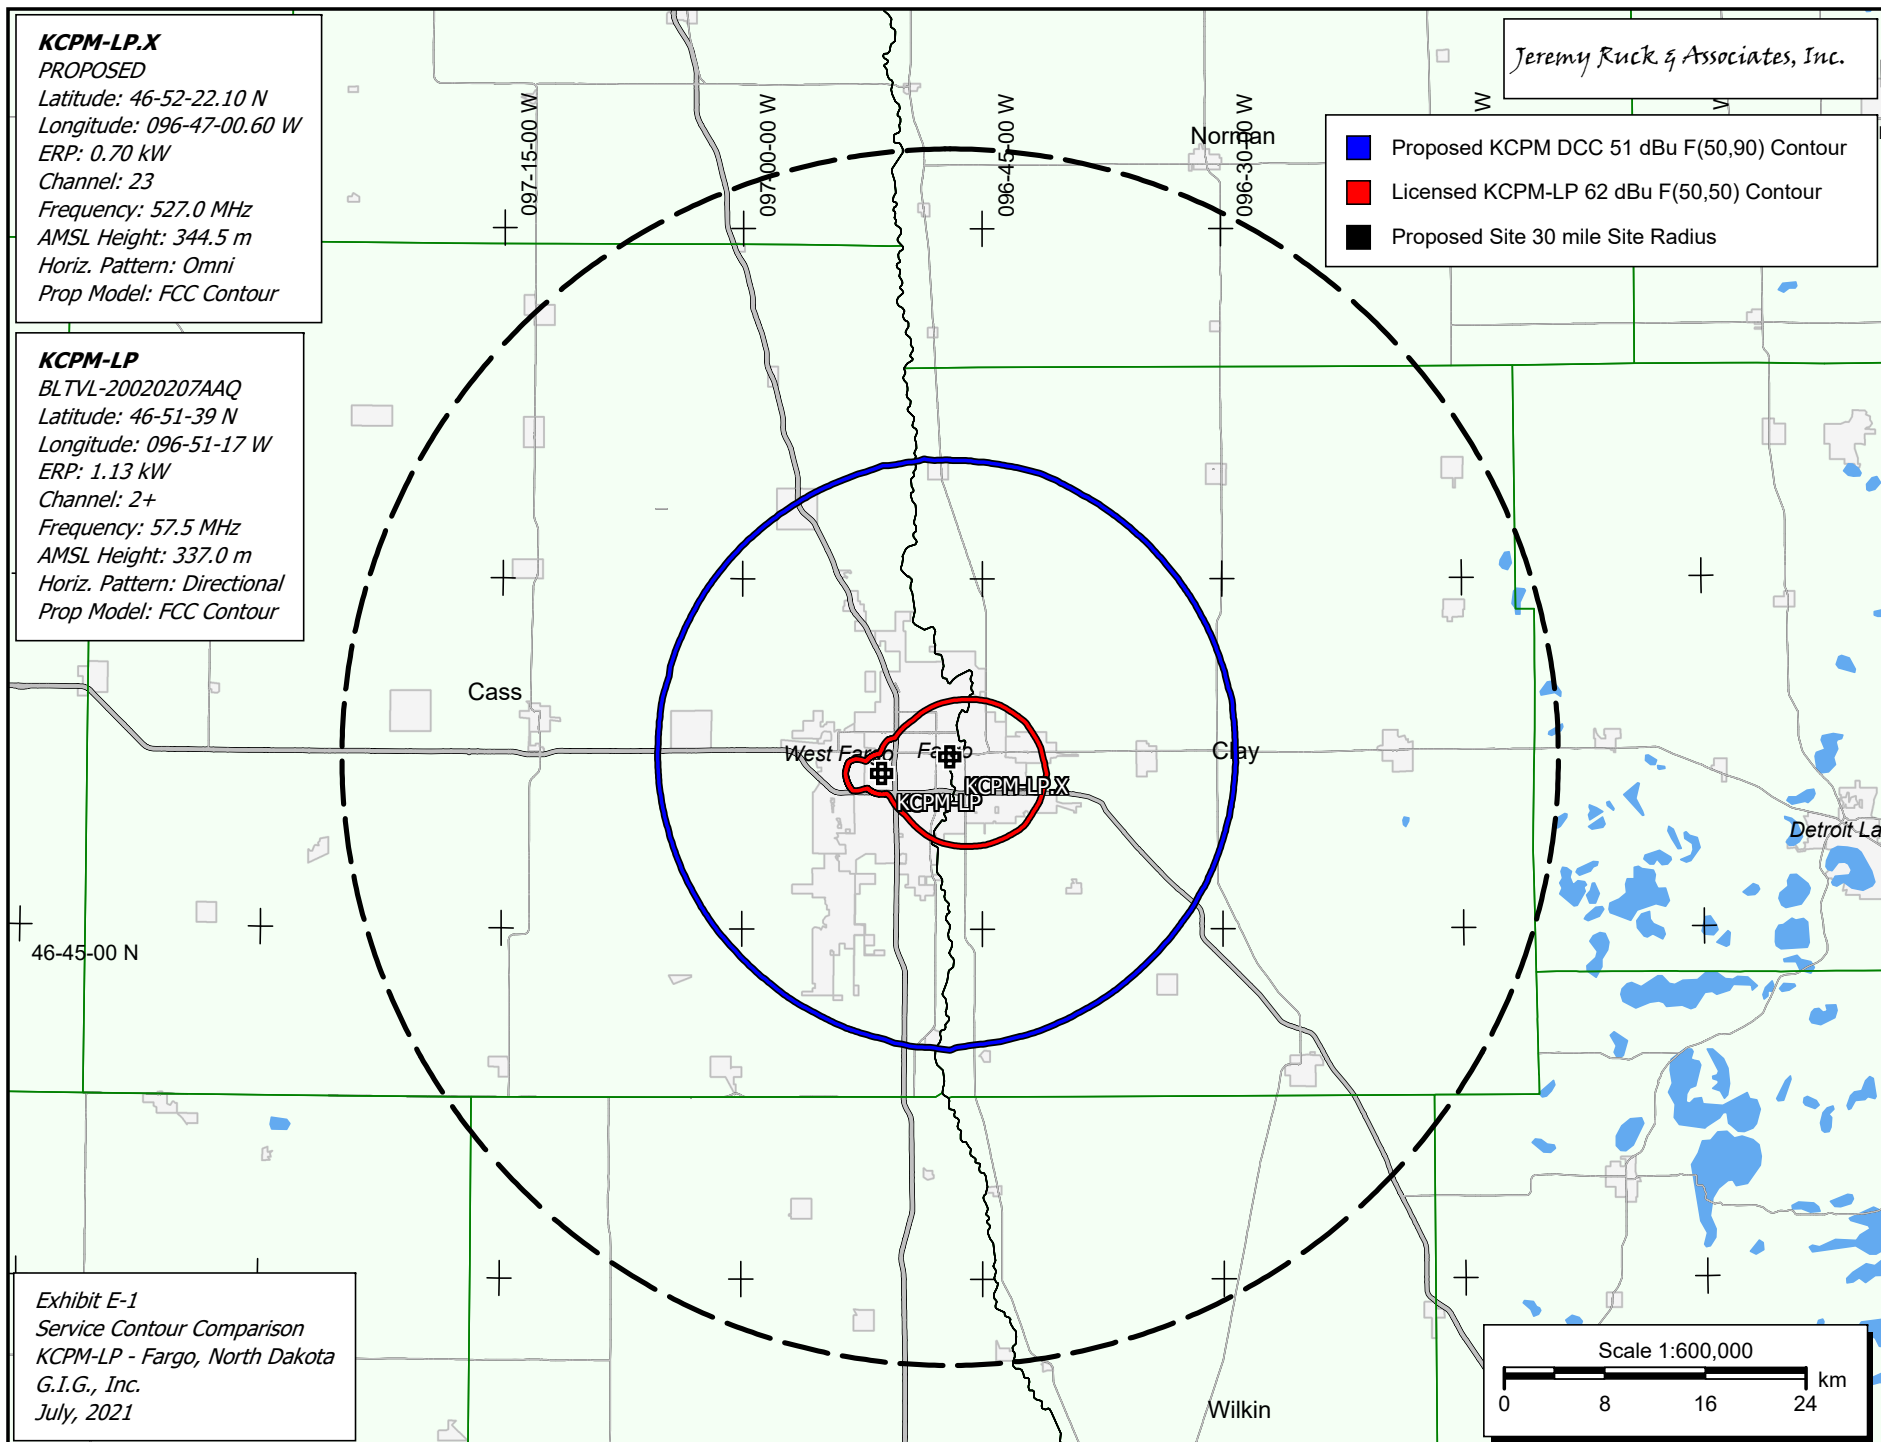 KCPM-LP.X
PROPOSED
Latitude: 46-52-22.10 N
Longitude: 096-47-00.60 W
ERP: 0.70 kW
Channel: 23
Frequency: 527.0 MHz
AMSL Height: 344.5 m
Horiz. Pattern: Omni
Prop Model: FCC Contour
KCPM-LP
BLTVL-20020207AAQ
Latitude: 46-51-39 N
Longitude: 096-51-17 W
ERP: 1.13 kW
Channel: 2+
Frequency: 57.5 MHz
AMSL Height: 337.0 m
Horiz. Pattern: Directional
Prop Model: FCC Contour
Jeremy Ruck & Associates, Inc.
Proposed KCPM DCC 51 dBu F(50,90) Contour
Licensed KCPM-LP 62 dBu F(50,50) Contour
Proposed Site 30 mile Site Radius
097-15-00 W
097-00-00 W
096-45-00 W
096-30-00 W
W
W
Norman
Cass
West Fargo
Fargo
Clay
KCPM-LP.X
KCPM-LP
Detroit La
46-45-00 N
Wilkin
Exhibit E-1
Service Contour Comparison
KCPM-LP - Fargo, North Dakota
G.I.G., Inc.
July, 2021
Scale 1:600,000
km
0 8 16 24